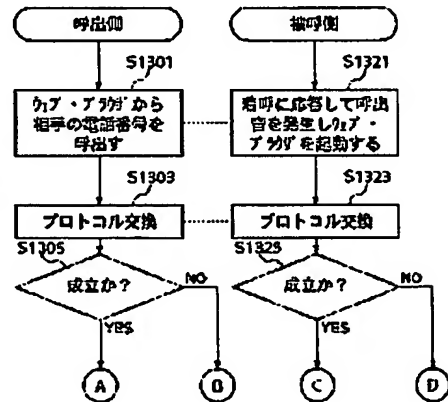 呼出側
被呼側
S1301
S1321
ウェブ・ブラウザから
相手の電話番号を
呼出す
着呼に応答して呼出
音を発生しウェブ・
ブラウザを起動する
S1303
S1323
プロトコル交換
プロトコル交換
S1305
S1325
成立か?
NO
成立か?
NO
YES
YES
A
B
C
D